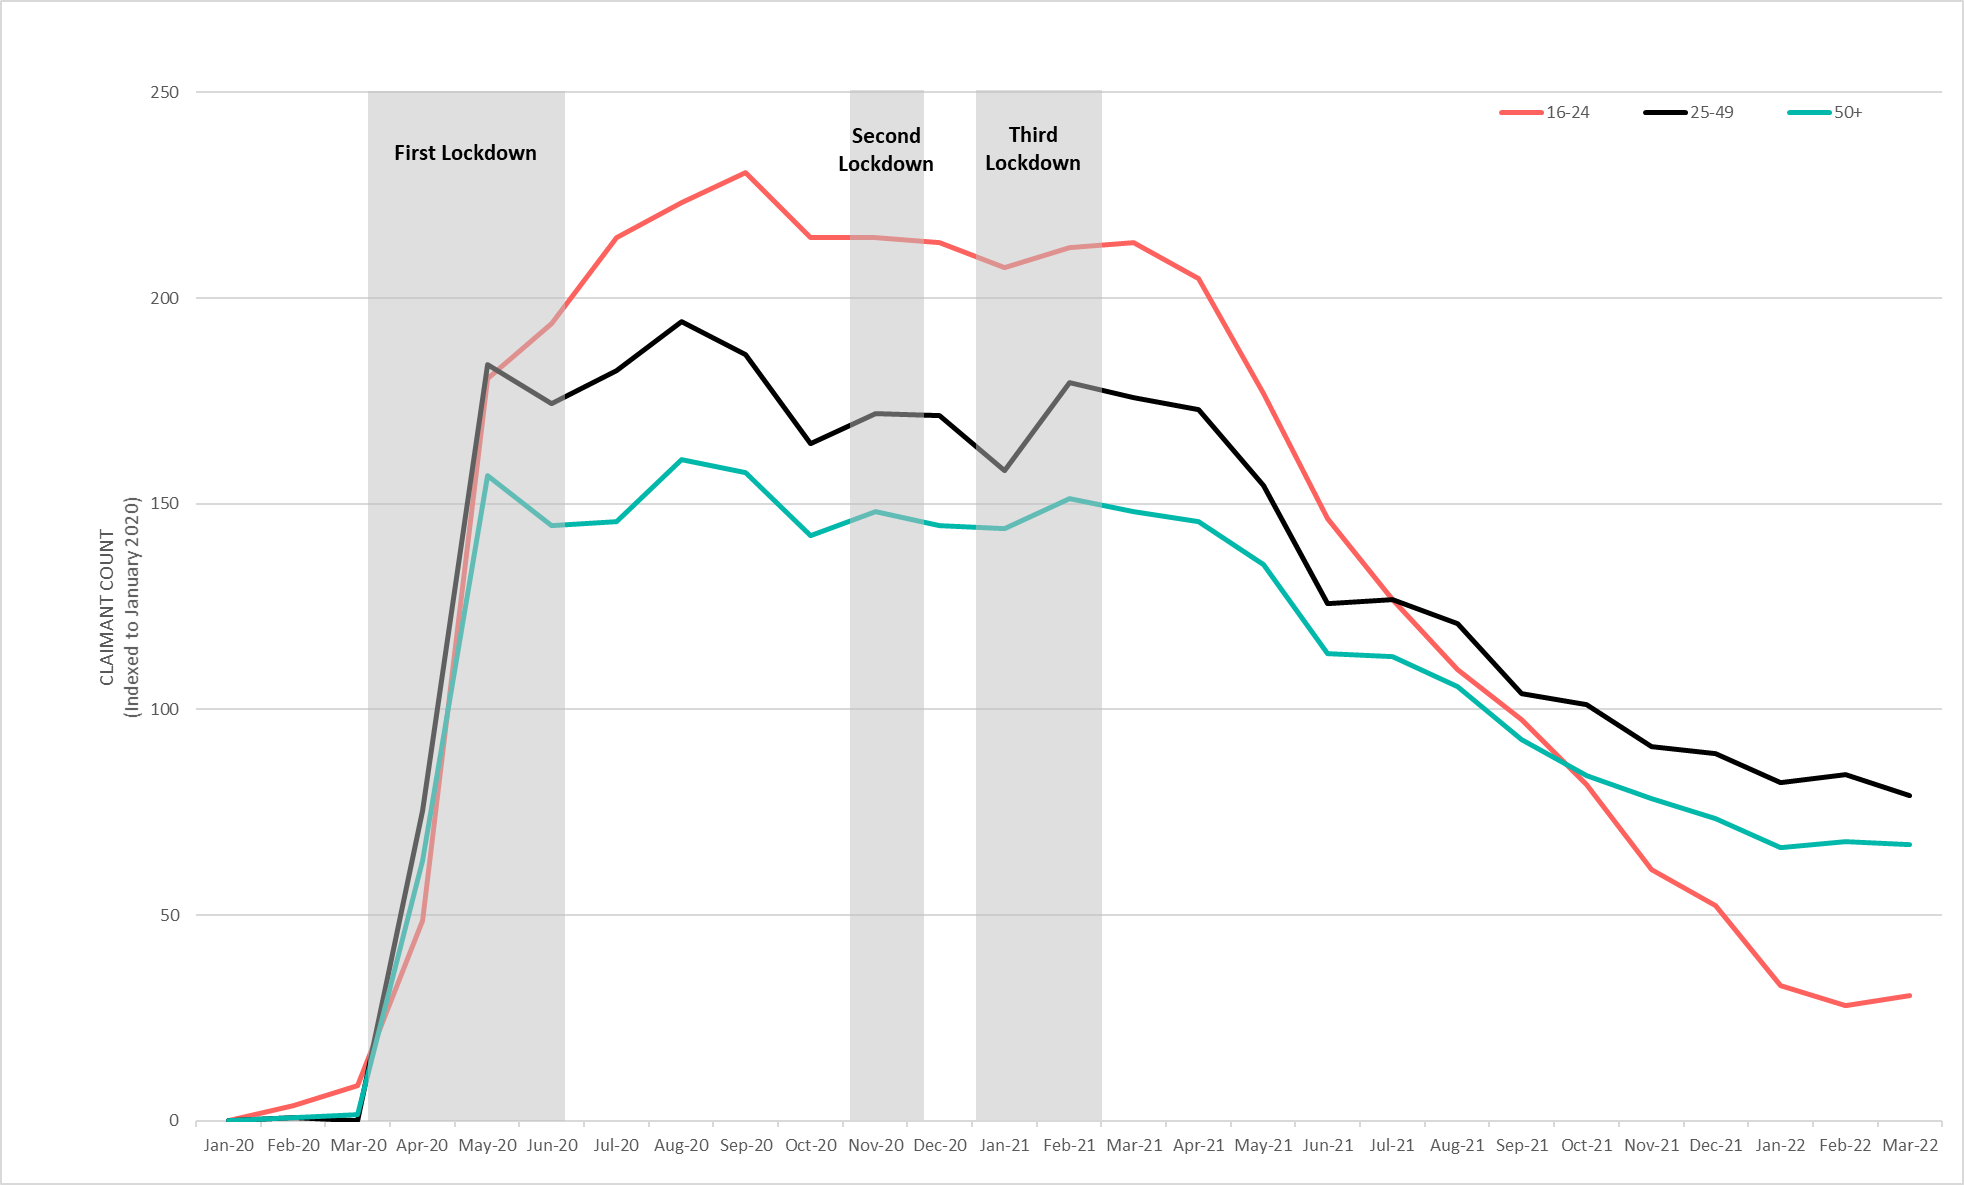 250
200
150
100
50
0
CLAIMANT COUNT
(Indexed to January 2020)
First Lockdown
Second
Lockdown
Third
Lockdown
16-24 25-49 50+
Jan-20 Feb-20 Mar-20 Apr-20 May-20 Jun-20 Jul-20 Aug-20 Sep-20 Oct-20 Nov-20 Dec-20 Jan-21 Feb-21 Mar-21 Apr-21 May-21 Jun-21 Jul-21 Aug-21 Sep-21 Oct-21 Nov-21 Dec-21 Jan-22 Feb-22 Mar-22